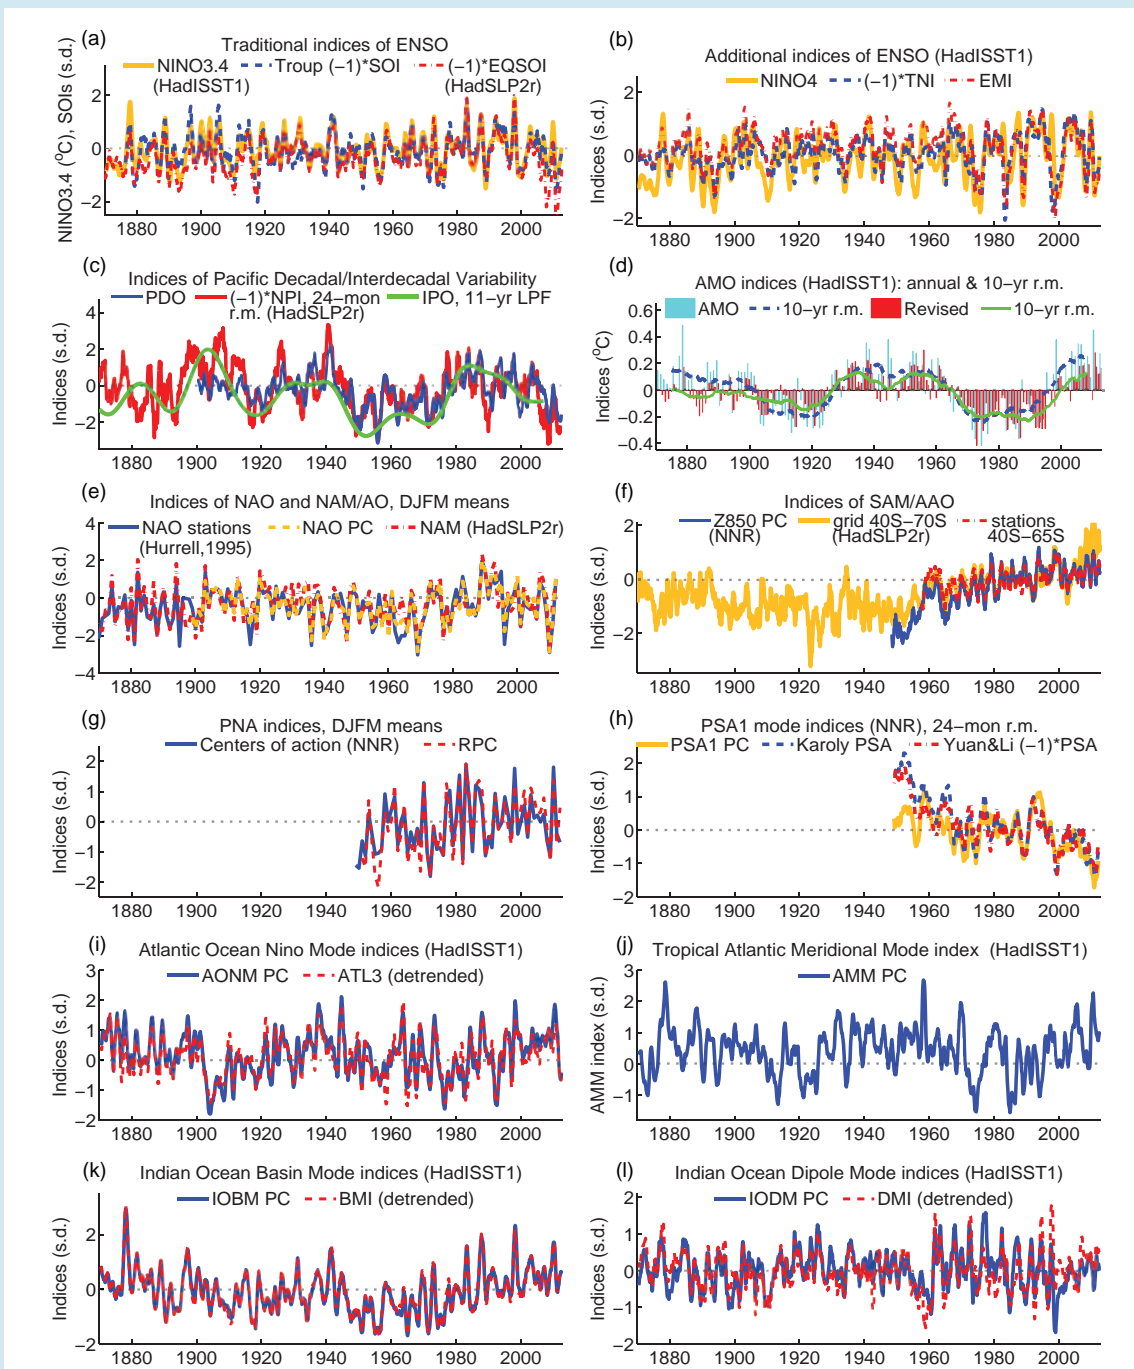 (a)
Traditional indices of ENSO
NINO3.4 (HadISST1)
Troup (−1)*SOI
(−1)*EQSOI (HadSLP2r)
NINO3.4 (⁰C), SOIs (s.d.)
2
0
−2
1880 1900 1920 1940 1960 1980 2000
(b)
Additional indices of ENSO (HadISST1)
NINO4
(−1)*TNI
EMI
Indices (s.d.)
2
0
−2
1880 1900 1920 1940 1960 1980 2000
(c)
Indices of Pacific Decadal/Interdecadal Variability
PDO
(−1)*NPI, 24−mon r.m. (HadSLP2r)
IPO, 11−yr LPF
Indices (s.d.)
4
2
0
−2
1880 1900 1920 1940 1960 1980 2000
(d)
AMO indices (HadISST1): annual & 10−yr r.m.
AMO
10−yr r.m.
Revised
10−yr r.m.
Indices (⁰C)
0.6
0.4
0.2
0
−0.2
−0.4
1880 1900 1920 1940 1960 1980 2000
(e)
Indices of NAO and NAM/AO, DJFM means
NAO stations (Hurrell,1995)
NAO PC
NAM (HadSLP2r)
Indices (s.d.)
4
2
0
−2
−4
1880 1900 1920 1940 1960 1980 2000
(f)
Indices of SAM/AAO
Z850 PC (NNR)
grid 40S−70S (HadSLP2r)
stations 40S−65S
Indices (s.d.)
2
0
−2
1880 1900 1920 1940 1960 1980 2000
(g)
PNA indices, DJFM means
Centers of action (NNR)
RPC
Indices (s.d.)
2
1
0
−1
−2
1880 1900 1920 1940 1960 1980 2000
(h)
PSA1 mode indices (NNR), 24−mon r.m.
PSA1 PC
Karoly PSA
Yuan&Li (−1)*PSA
Indices (s.d.)
2
1
0
−1
−2
1880 1900 1920 1940 1960 1980 2000
(i)
Atlantic Ocean Nino Mode indices (HadISST1)
AONM PC
ATL3 (detrended)
Indices (s.d.)
3
2
1
0
−1
−2
1880 1900 1920 1940 1960 1980 2000
(j)
Tropical Atlantic Meridional Mode index (HadISST1)
AMM PC
AMM index (s.d.)
3
2
1
0
−1
1880 1900 1920 1940 1960 1980 2000
(k)
Indian Ocean Basin Mode indices (HadISST1)
IOBM PC
BMI (detrended)
Indices (s.d.)
4
2
0
−2
1880 1900 1920 1940 1960 1980 2000
(l)
Indian Ocean Dipole Mode indices (HadISST1)
IODM PC
DMI (detrended)
Indices (s.d.)
2
1
0
−1
−2
1880 1900 1920 1940 1960 1980 2000